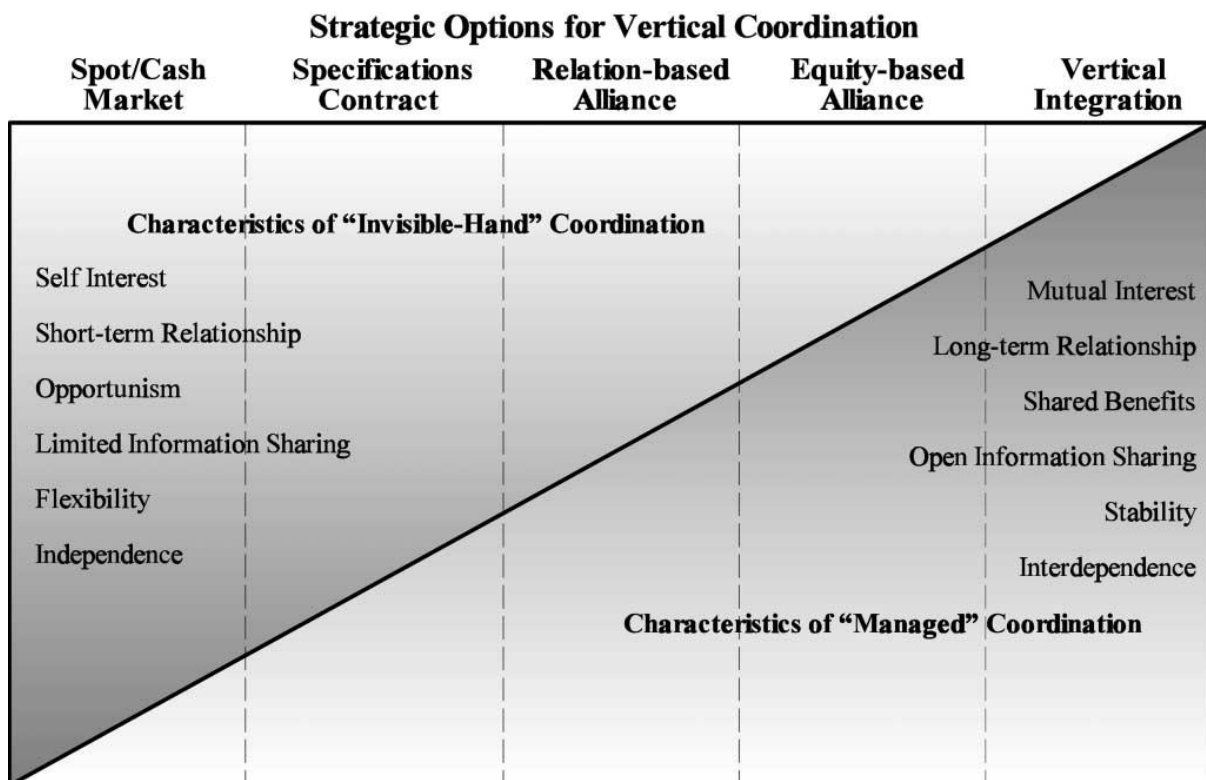 Strategic Options for Vertical Coordination
Spot/Cash Market
Specifications Contract
Relation-based Alliance
Equity-based Alliance
Vertical Integration
Characteristics of “Invisible-Hand” Coordination
Self Interest
Short-term Relationship
Opportunism
Limited Information Sharing
Flexibility
Independence
Mutual Interest
Long-term Relationship
Shared Benefits
Open Information Sharing
Stability
Interdependence
Characteristics of “Managed” Coordination